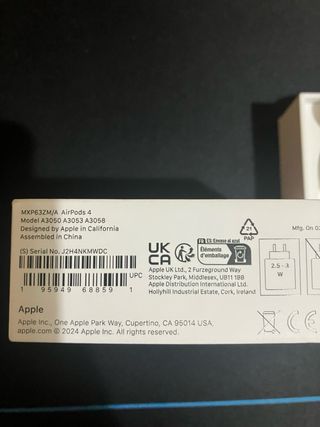 MXP63ZM/A AirPods 4
Model A3050 A3053 A3058
Designed by Apple in California
Assembled in China
(S) Serial No. J2H4NKMWDC
UPC
1 95949 68859 1
Apple
Apple Inc., One Apple Park Way, Cupertino, CA 95014 USA.
apple.com © 2024 Apple Inc. All rights reserved.
UK
CA
FR
Éléments
d'emballage
Apple UK Ltd., 2 Furzeground Way
Stockley Park, Middlesex, UB11 1BB
Apple Distribution International Ltd.
Hollyhill Industrial Estate, Cork, Ireland
21
PAP
Mfg. On
2.5 - 3
W